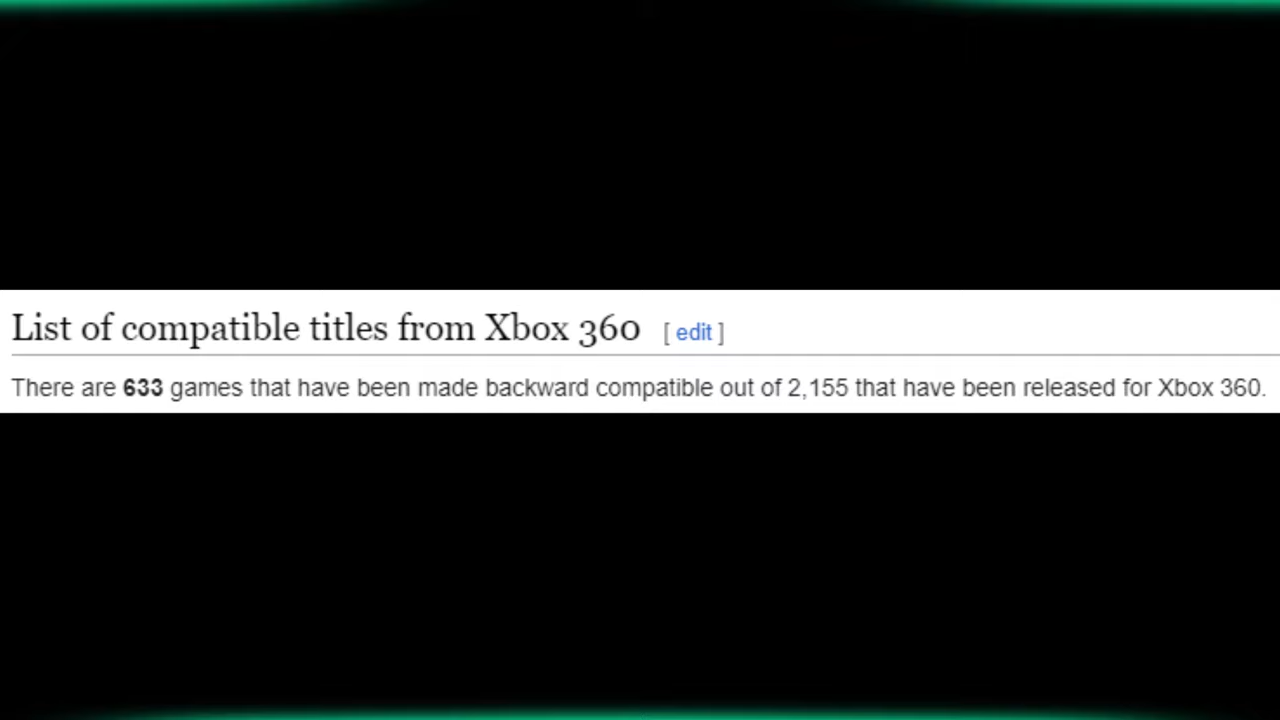 List of compatible titles from Xbox 360 [ edit ]
There are 633 games that have been made backward compatible out of 2,155 that have been released for Xbox 360.